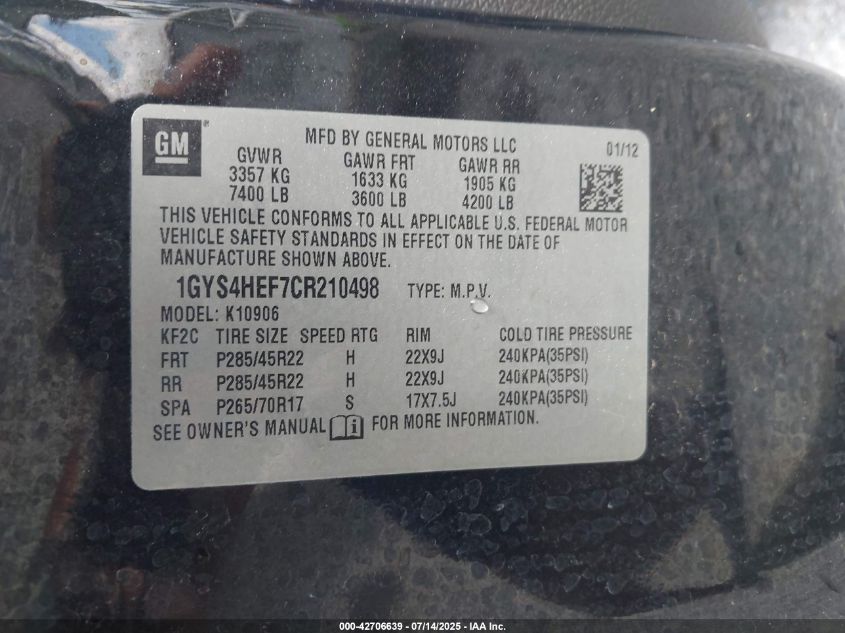 GM ®
MFD BY GENERAL MOTORS LLC 01/12
GVWR GAWR FRT GAWR RR
3357 KG 1633 KG 1905 KG
7400 LB 3600 LB 4200 LB
THIS VEHICLE CONFORMS TO ALL APPLICABLE U.S. FEDERAL MOTOR
VEHICLE SAFETY STANDARDS IN EFFECT ON THE DATE OF
MANUFACTURE SHOWN ABOVE.
1GYS4HEF7CR210498 TYPE: M.P.V.
MODEL: K10906
KF2C TIRE SIZE SPEED RTG RIM COLD TIRE PRESSURE
FRT P285/45R22 H 22X9J 240KPA(35PSI)
RR P285/45R22 H 22X9J 240KPA(35PSI)
SPA P265/70R17 S 17X7.5J 240KPA(35PSI)
SEE OWNER'S MANUAL i FOR MORE INFORMATION.
000-42706639 / 07/14/2025 - IAA Inc.